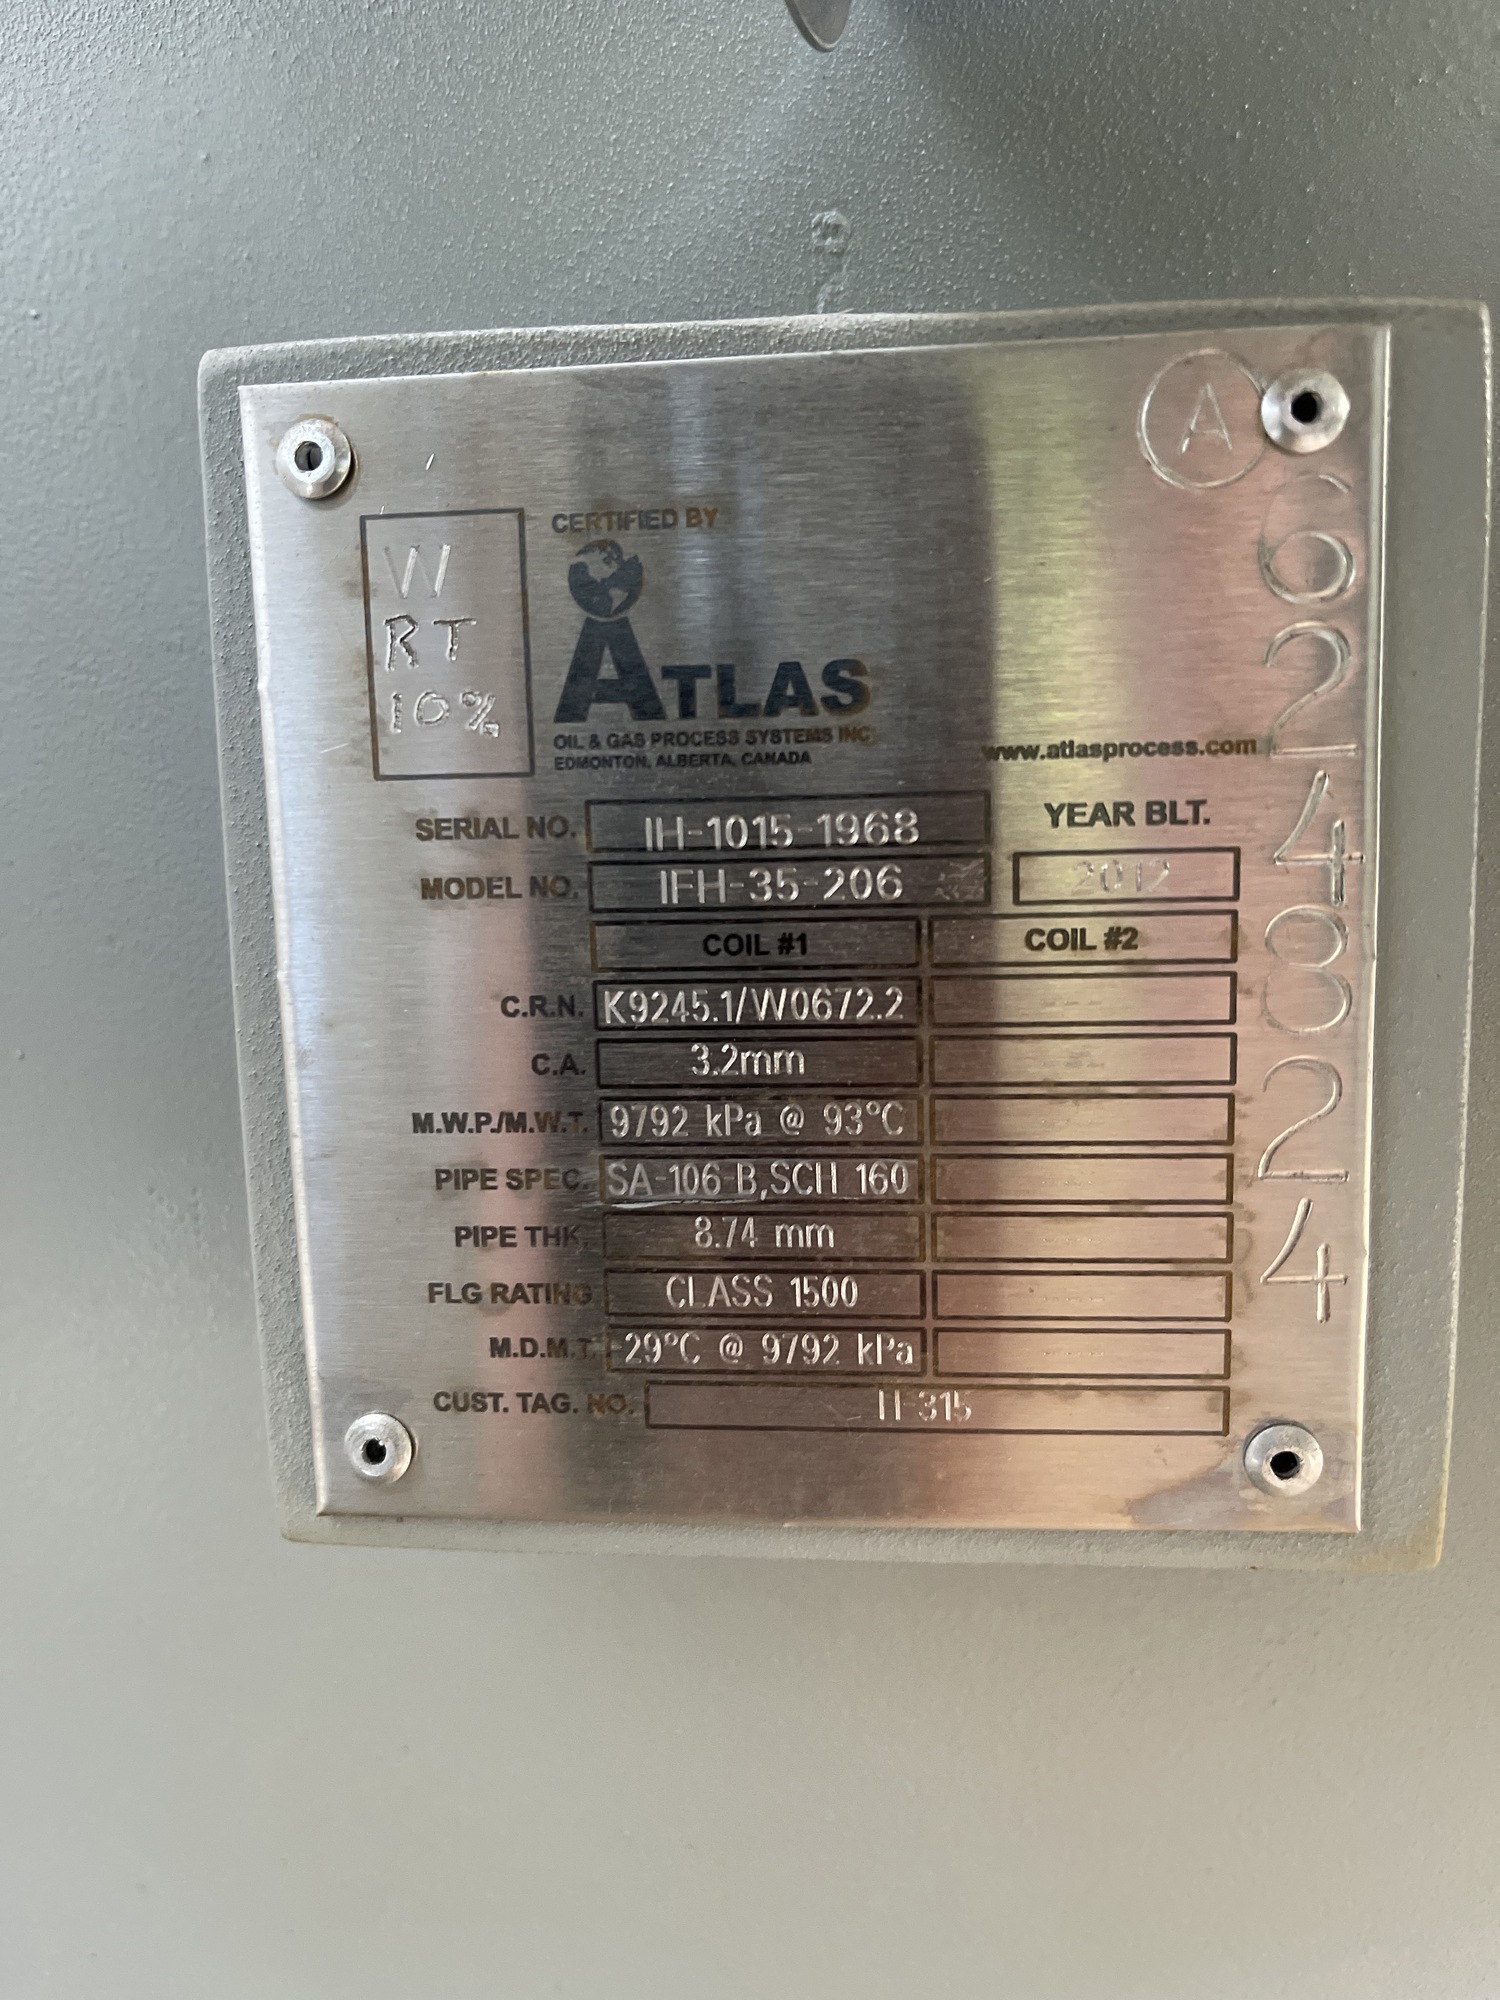 A
W
RT
10%
CERTIFIED BY
ATLAS
OIL & GAS PROCESS SYSTEMS INC
EDMONTON, ALBERTA, CANADA
www.atlasprocess.com
624824
SERIAL NO. IH-1015-1968
YEAR BLT.
MODEL NO. IFH-35-206
2012
COIL #1 COIL #2
C.R.N. K9245.1/W0672.2 ---
C.A. 3.2mm ---
M.W.P./M.W.T. 9792 kPa @ 93°C
PIPE SPEC. SA-106-B,SCH 160
PIPE THK. 8.74 mm
FLG RATING CLASS 1500 ---
M.D.M.T. -29°C @ 9792 kPa ---
CUST. TAG. NO. H-315